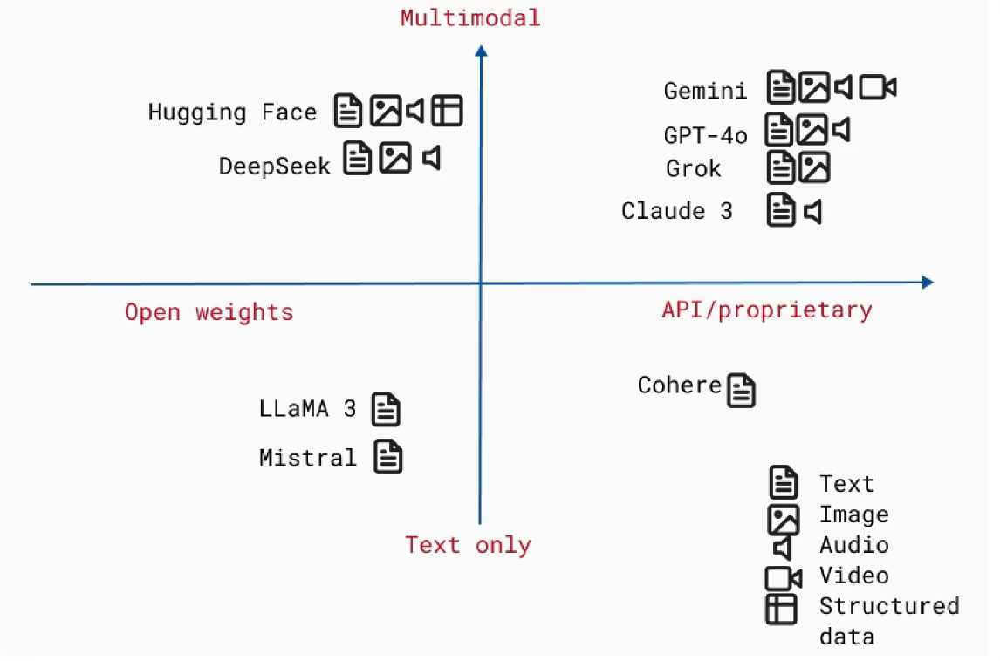 Multimodal
Hugging Face
DeepSeek
Gemini
GPT-4o
Grok
Claude 3
Open weights
API/proprietary
LLaMA 3
Mistral
Cohere
Text only
Text
Image
Audio
Video
Structured
data